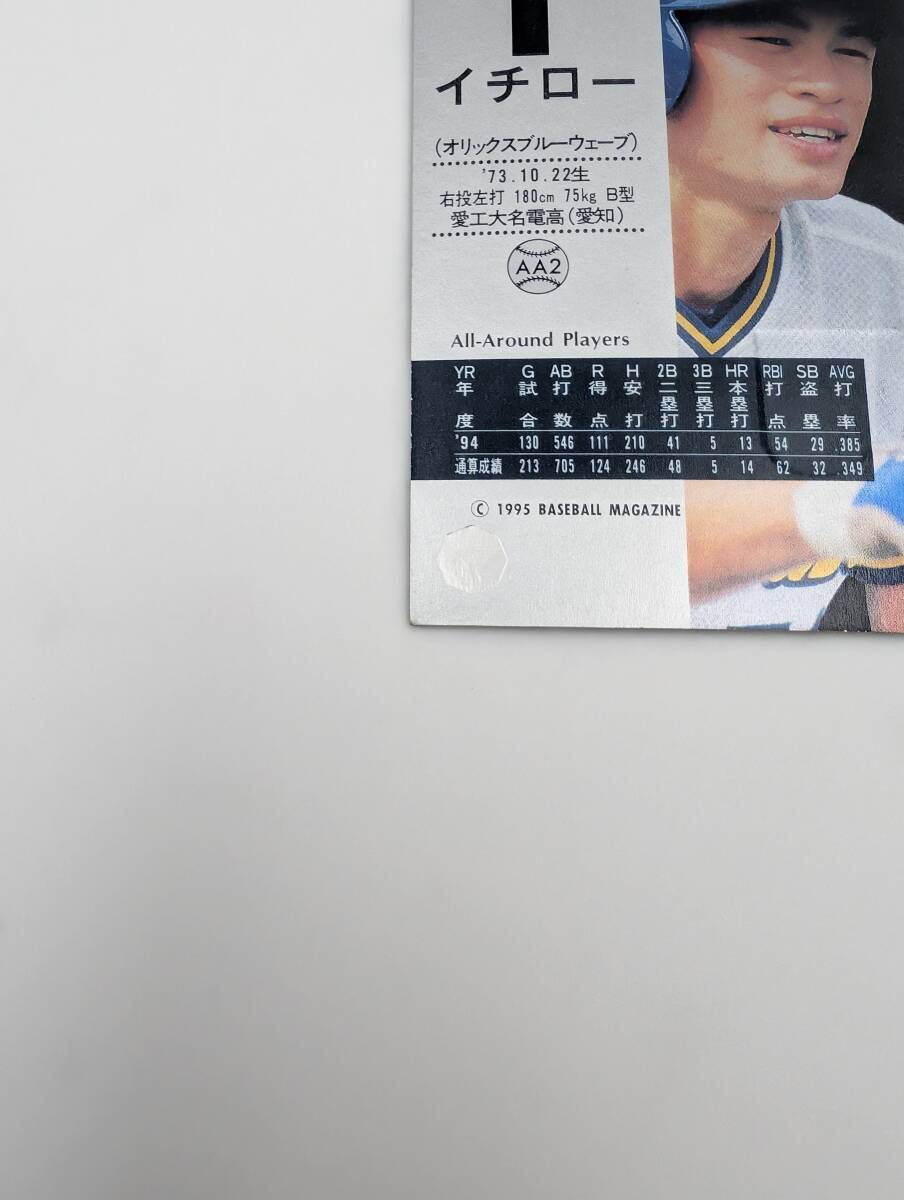 イチロー
(オリックスブルーウェーブ)
'73.10.22生
右投左打 180cm 75kg B型
愛工大名電高(愛知)
AA2
All-Around Players
YR G AB R H 2B 3B HR RBI SB AVG
年度 試合 打数 得点 安打 二塁打 三塁打 本塁打 打点 盗塁 打率
'94 130 546 111 210 41 5 13 54 29 .385
通算成績 213 705 124 246 48 5 14 62 32 .349
© 1995 BASEBALL MAGAZINE